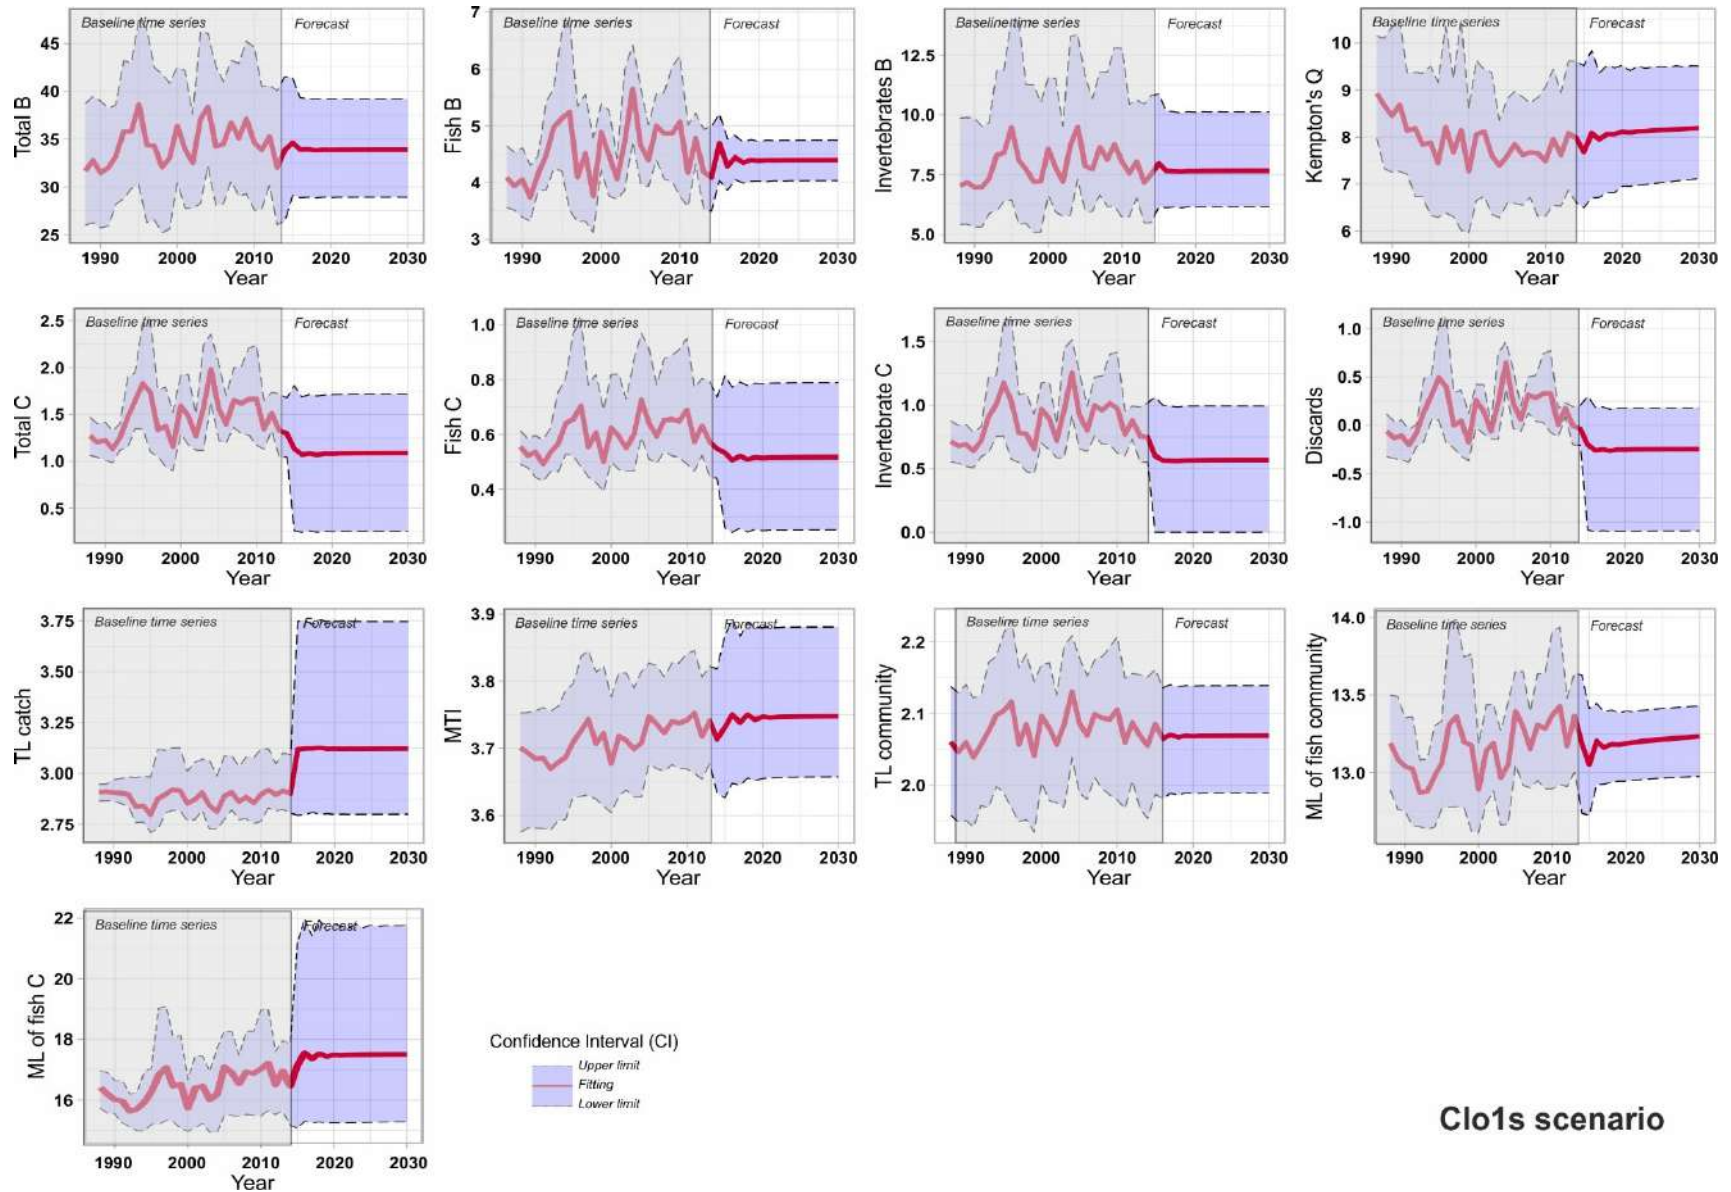 Baseline time series Forecast
Total B
45
40
35
30
25
1990 2000 2010 2020 2030
Year
Baseline time series Forecast
Fish B
7
6
5
4
3
1990 2000 2010 2020 2030
Year
Baseline time series Forecast
Invertebrates B
12.5
10.0
7.5
5.0
1990 2000 2010 2020 2030
Year
Baseline time series Forecast
Kempton's Q
10
9
8
7
6
1990 2000 2010 2020 2030
Year
Baseline time series Forecast
Total C
2.5
2.0
1.5
1.0
0.5
1990 2000 2010 2020 2030
Year
Baseline time series Forecast
Fish C
1.0
0.8
0.6
0.4
1990 2000 2010 2020 2030
Year
Baseline time series Forecast
Invertebrate C
1.5
1.0
0.5
0.0
1990 2000 2010 2020 2030
Year
Baseline time series Forecast
Discards
1.0
0.5
0.0
-0.5
-1.0
1990 2000 2010 2020 2030
Year
Baseline time series Forecast
TL catch
3.75
3.50
3.25
3.00
2.75
1990 2000 2010 2020 2030
Year
Baseline time series Forecast
MTI
3.9
3.8
3.7
3.6
1990 2000 2010 2020 2030
Year
Baseline time series Forecast
TL community
2.2
2.1
2.0
1990 2000 2010 2020 2030
Year
Baseline time series Forecast
ML of fish community
14.0
13.5
13.0
1990 2000 2010 2020 2030
Year
Baseline time series Forecast
ML of fish C
22
20
18
16
1990 2000 2010 2020 2030
Year
Confidence Interval (CI)
Upper limit
Fitting
Lower limit
Clo1s scenario